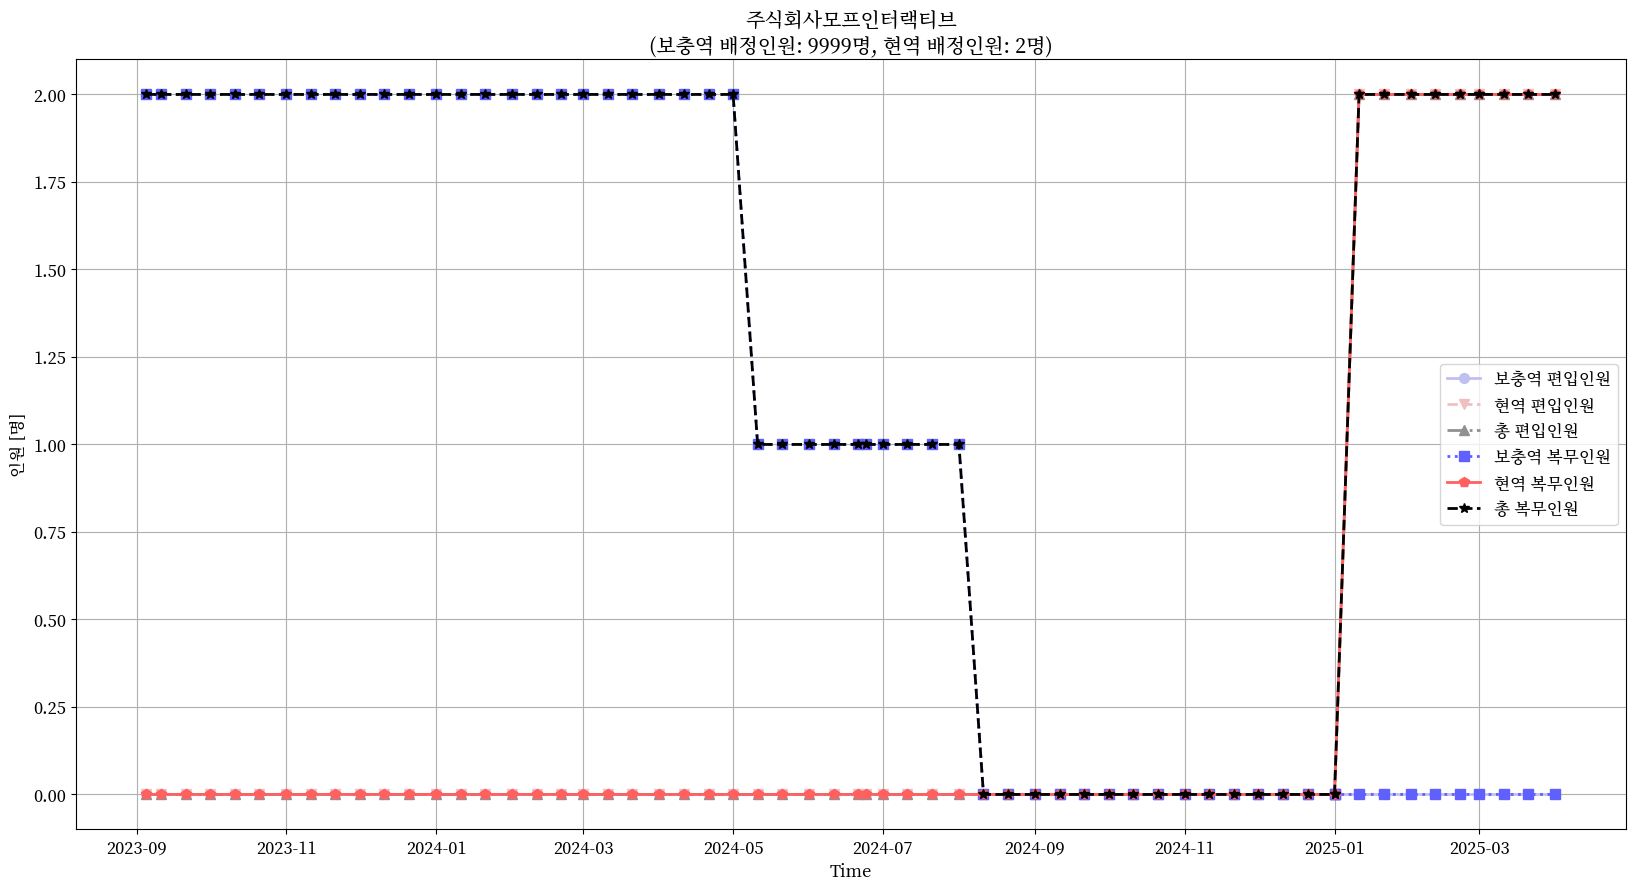 주식회사모프인터랙티브
(보충역 배정인원: 9999명, 현역 배정인원: 2명)
인원 [명]
2.00
1.75
1.50
1.25
1.00
0.75
0.50
0.25
0.00
보충역 편입인원
현역 편입인원
총 편입인원
보충역 복무인원
현역 복무인원
총 복무인원
2023-09
2023-11
2024-01
2024-03
2024-05
2024-07
2024-09
2024-11
2025-01
2025-03
Time